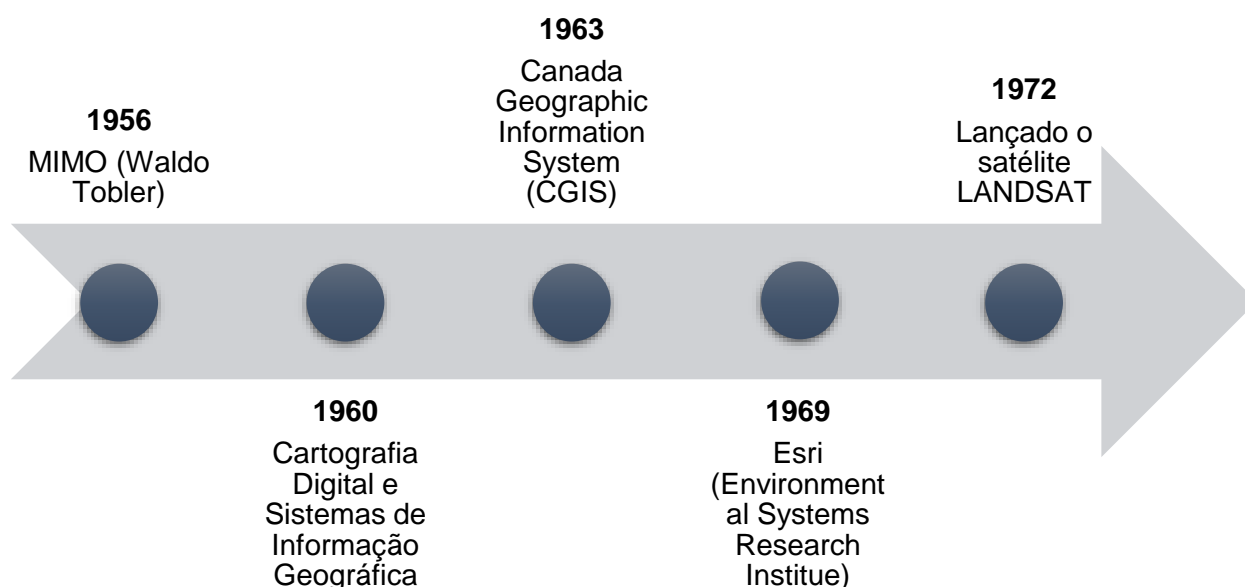 1956
MIMO (Waldo
Tobler)
1960
Cartografia
Digital e
Sistemas de
Informação
Geográfica
1963
Canada
Geographic
Information
System
(CGIS)
1969
Esri
(Environment
al Systems
Research
Institue)
1972
Lançado o
satélite
LANDSAT